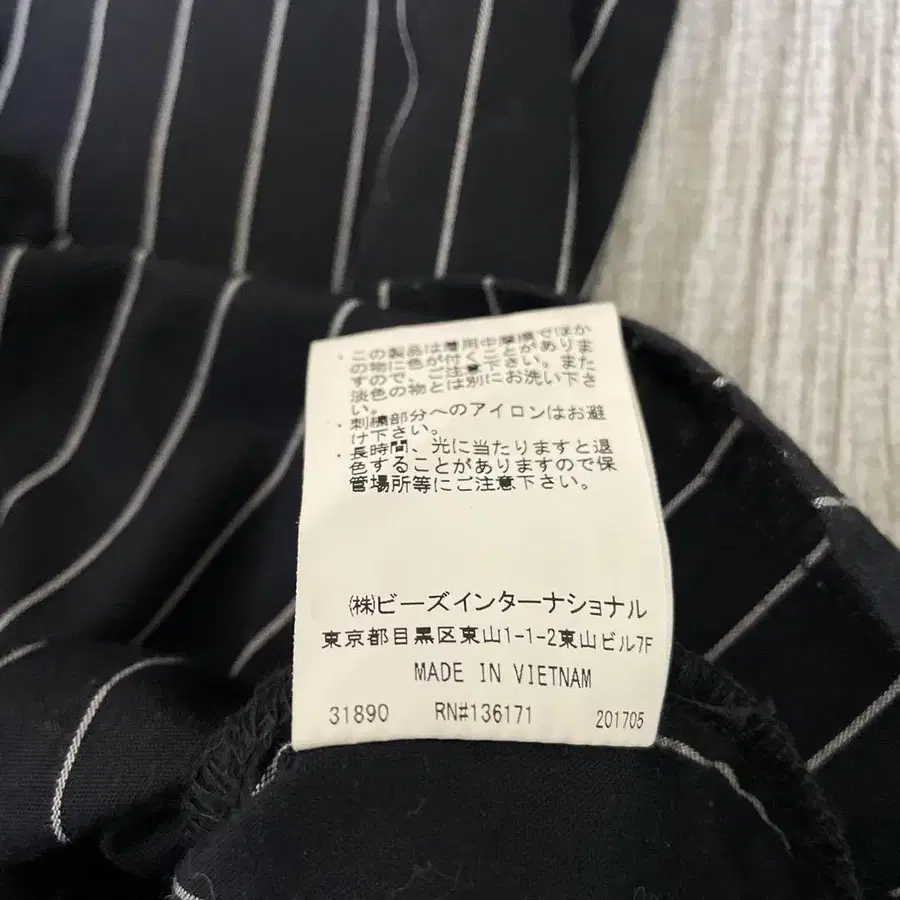 ・この製品は着用中摩擦でほか
の物に色が付くことがありま
すので、ご注意下さい。また
淡色の物とは別にお洗い下さ
い。
・刺繍部分へのアイロンはお避
け下さい。
・長時間、光に当たりますと退
色することがありますので保
管場所等にご注意下さい。
㈱ビーズインターナショナル
東京都目黒区東山1-1-2東山ビル7F
MADE IN VIETNAM
31890 RN#136171 201705